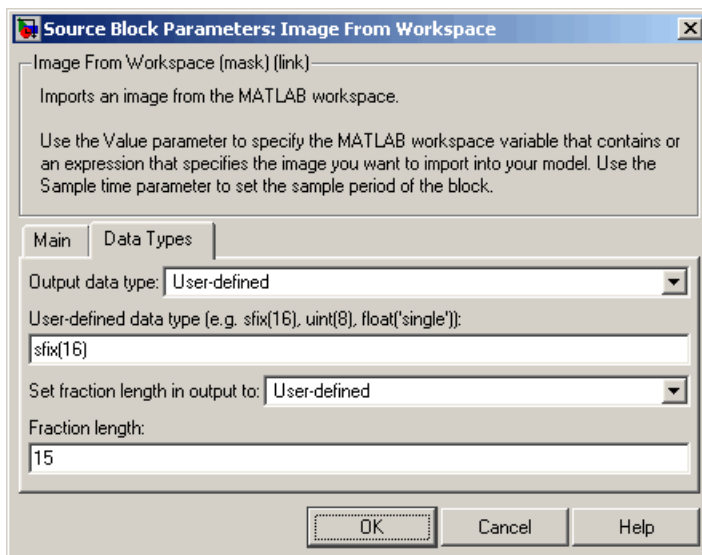 Source Block Parameters: Image From Workspace
Image From Workspace (mask) (link)
Imports an image from the MATLAB workspace.
Use the Value parameter to specify the MATLAB workspace variable that contains or
an expression that specifies the image you want to import into your model. Use the
Sample time parameter to set the sample period of the block.
Main Data Types
Output data type: User-defined
User-defined data type (e.g. sfix(16), uint(8), float('single')):
sfix(16)
Set fraction length in output to: User-defined
Fraction length:
15
OK Cancel Help